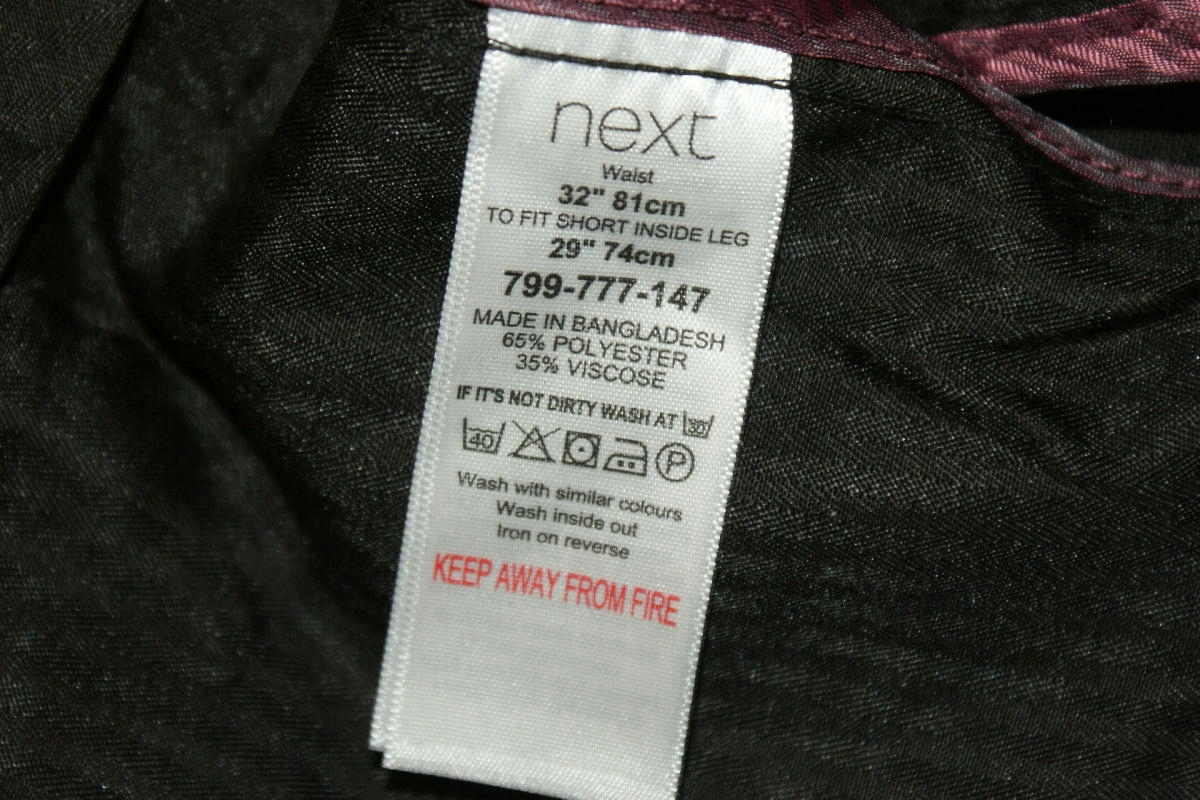 next
Waist
32" 81cm
TO FIT SHORT INSIDE LEG
29" 74cm
799-777-147
MADE IN BANGLADESH
65% POLYESTER
35% VISCOSE
IF IT'S NOT DIRTY WASH AT 30
40 P
Wash with similar colours
Wash inside out
Iron on reverse
KEEP AWAY FROM FIRE